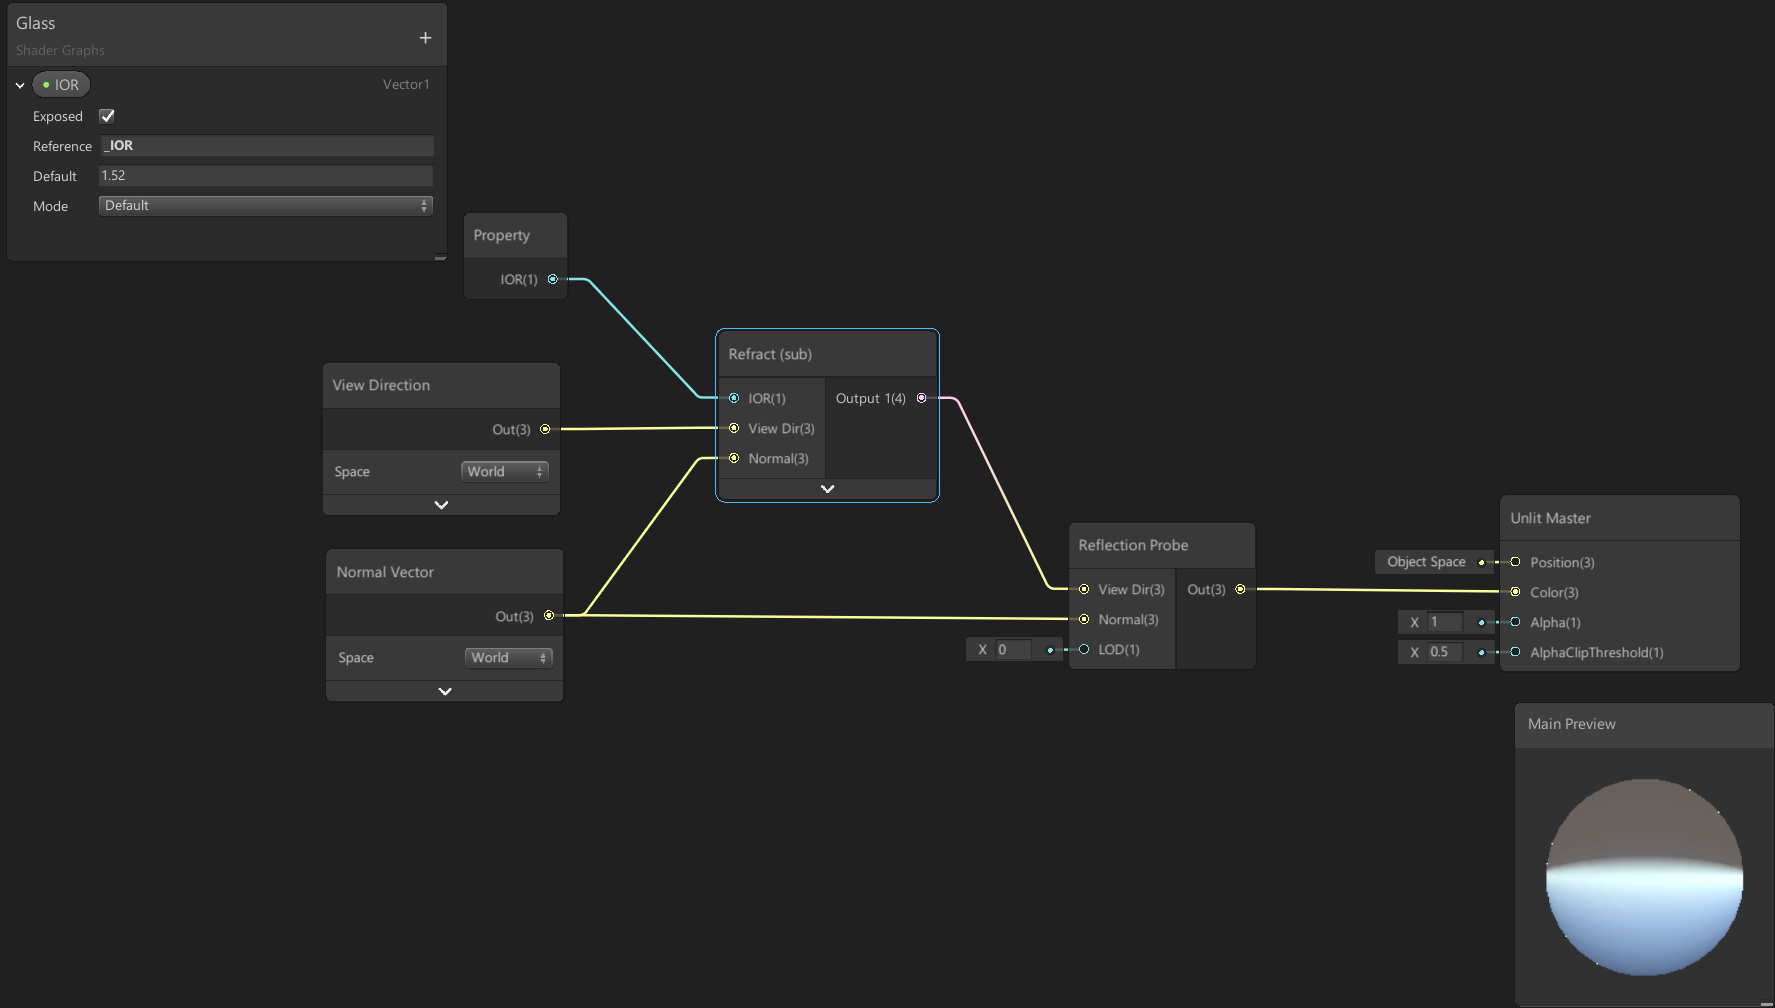 Glass
Shader Graphs
+
IOR Vector1
Exposed
Reference _IOR
Default 1.52
Mode Default
Property
IOR(1)
View Direction
Out(3)
Space World
Normal Vector
Out(3)
Space World
Refract (sub)
IOR(1) Output 1(4)
View Dir(3)
Normal(3)
Reflection Probe
View Dir(3) Out(3)
Normal(3)
X 0 LOD(1)
Unlit Master
Object Space Position(3)
Color(3)
X 1 Alpha(1)
X 0.5 AlphaClipThreshold(1)
Main Preview